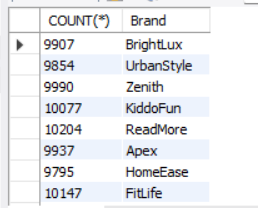 COUNT(*) Brand
9907 BrightLux
9854 UrbanStyle
9990 Zenith
10077 KiddoFun
10204 ReadMore
9937 Apex
9795 HomeEase
10147 FitLife